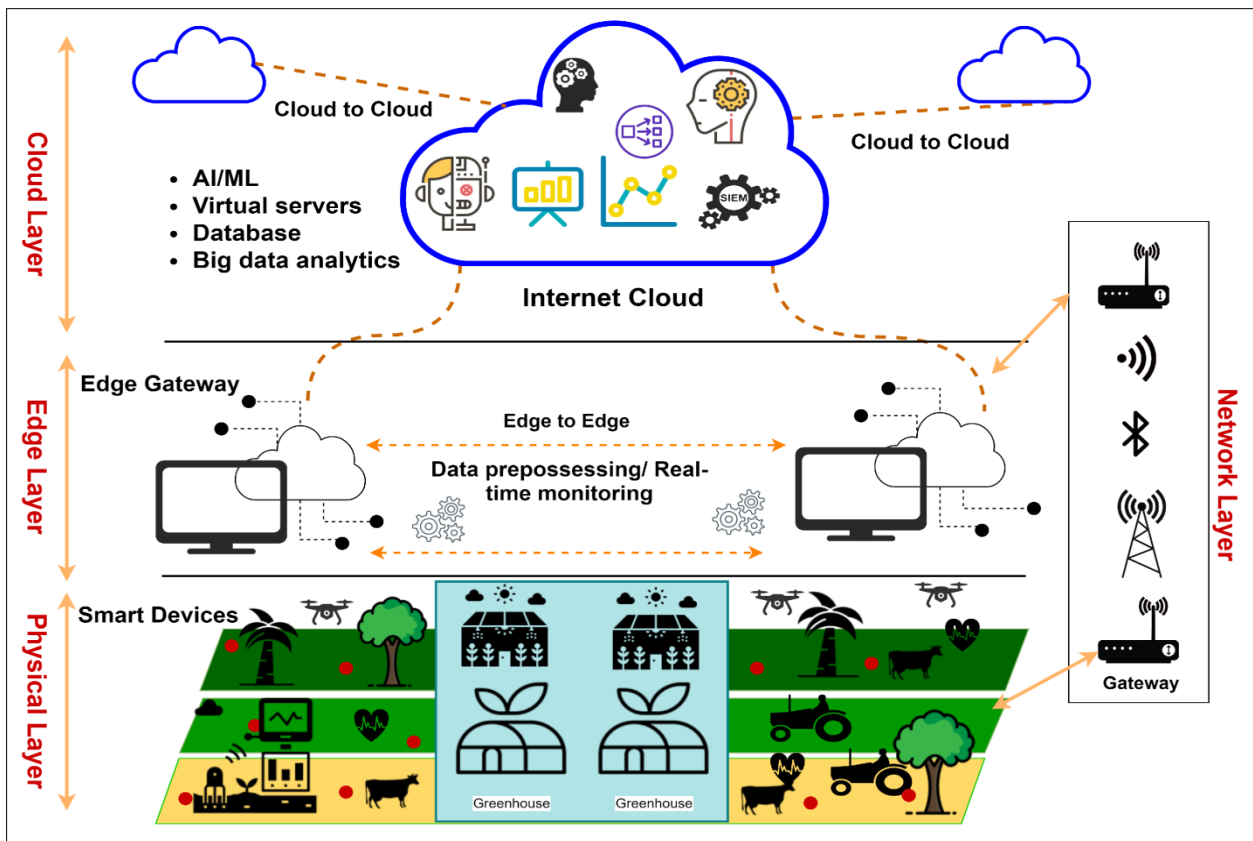 Cloud to Cloud
Cloud to Cloud
Cloud Layer
• AI/ML
• Virtual servers
• Database
• Big data analytics
SIEM
Internet Cloud
Edge Gateway
Edge Layer
Edge to Edge
Data prepossessing/ Real-
time monitoring
Network Layer
Gateway
Smart Devices
Physical Layer
Greenhouse
Greenhouse